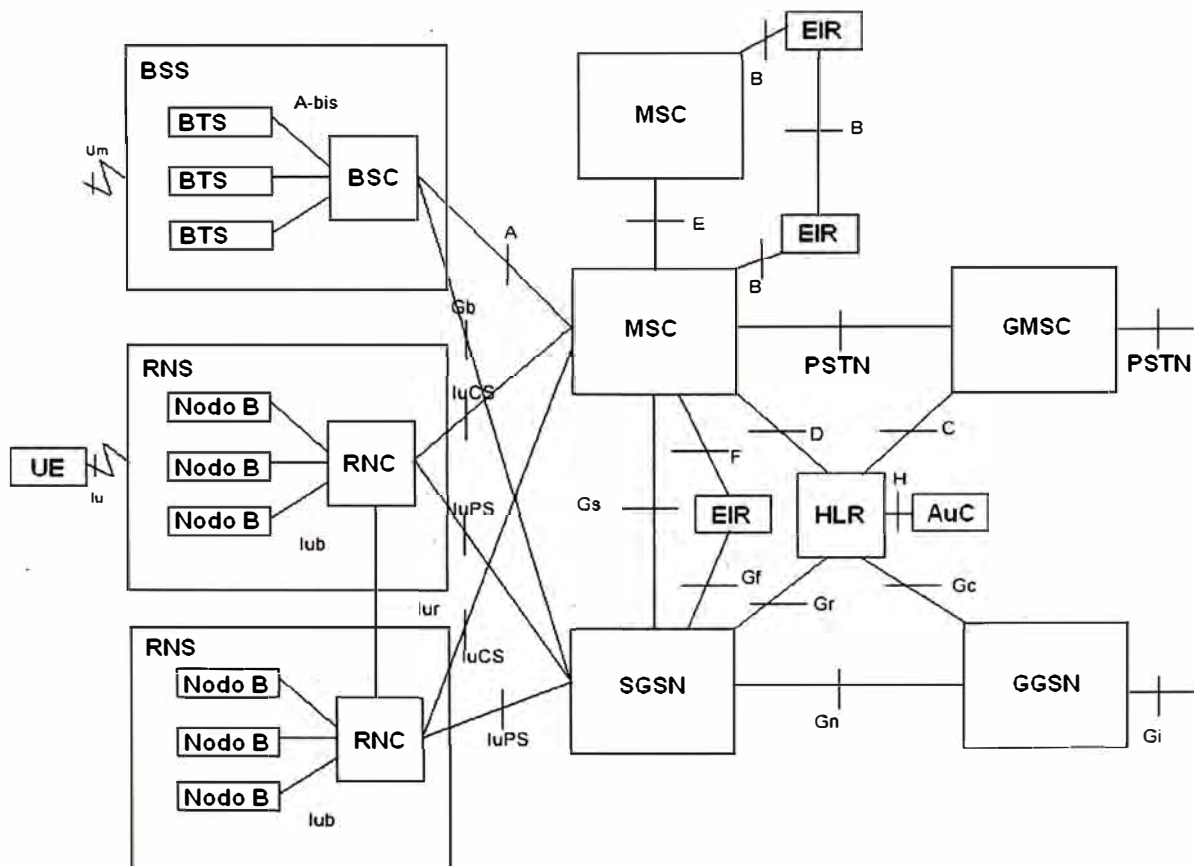 EIR
B
B
MSC
B
BSS
A-bis
BTS
Um
BSC
BTS
BTS
E
EIR
A
B
Gb
MSC
GMSC
PSTN
PSTN
RNS
Nodo B
IuCS
D
C
RNC
Nodo B
UE
Iu
F
H
Nodo B
Gs
EIR
HLR
AuC
IuPS
Iub
Gf
Gr
Gc
Iur
RNS
IuCS
Nodo B
SGSN
GGSN
Nodo B
RNC
IuPS
Gn
Gi
Nodo B
Iub